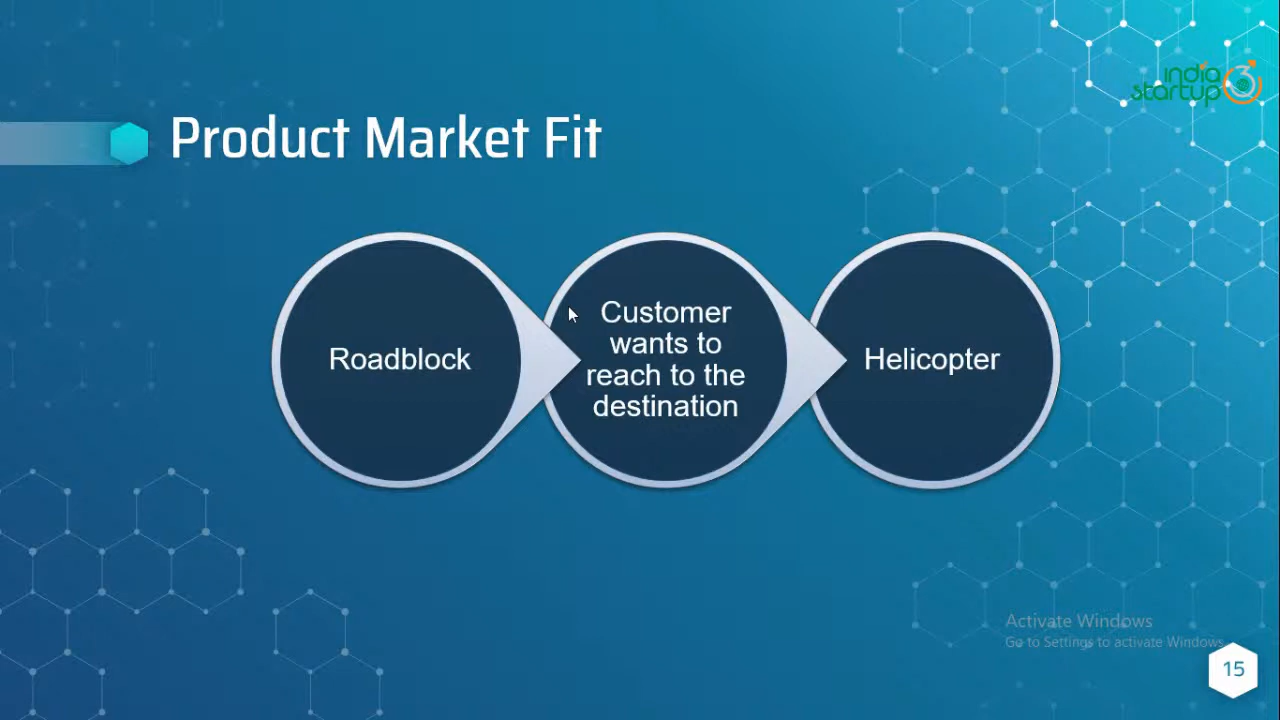 india
startup
Product Market Fit
Roadblock
Customer
wants to
reach to the
destination
Helicopter
Activate Windows
Go to Settings to activate Windows.
15